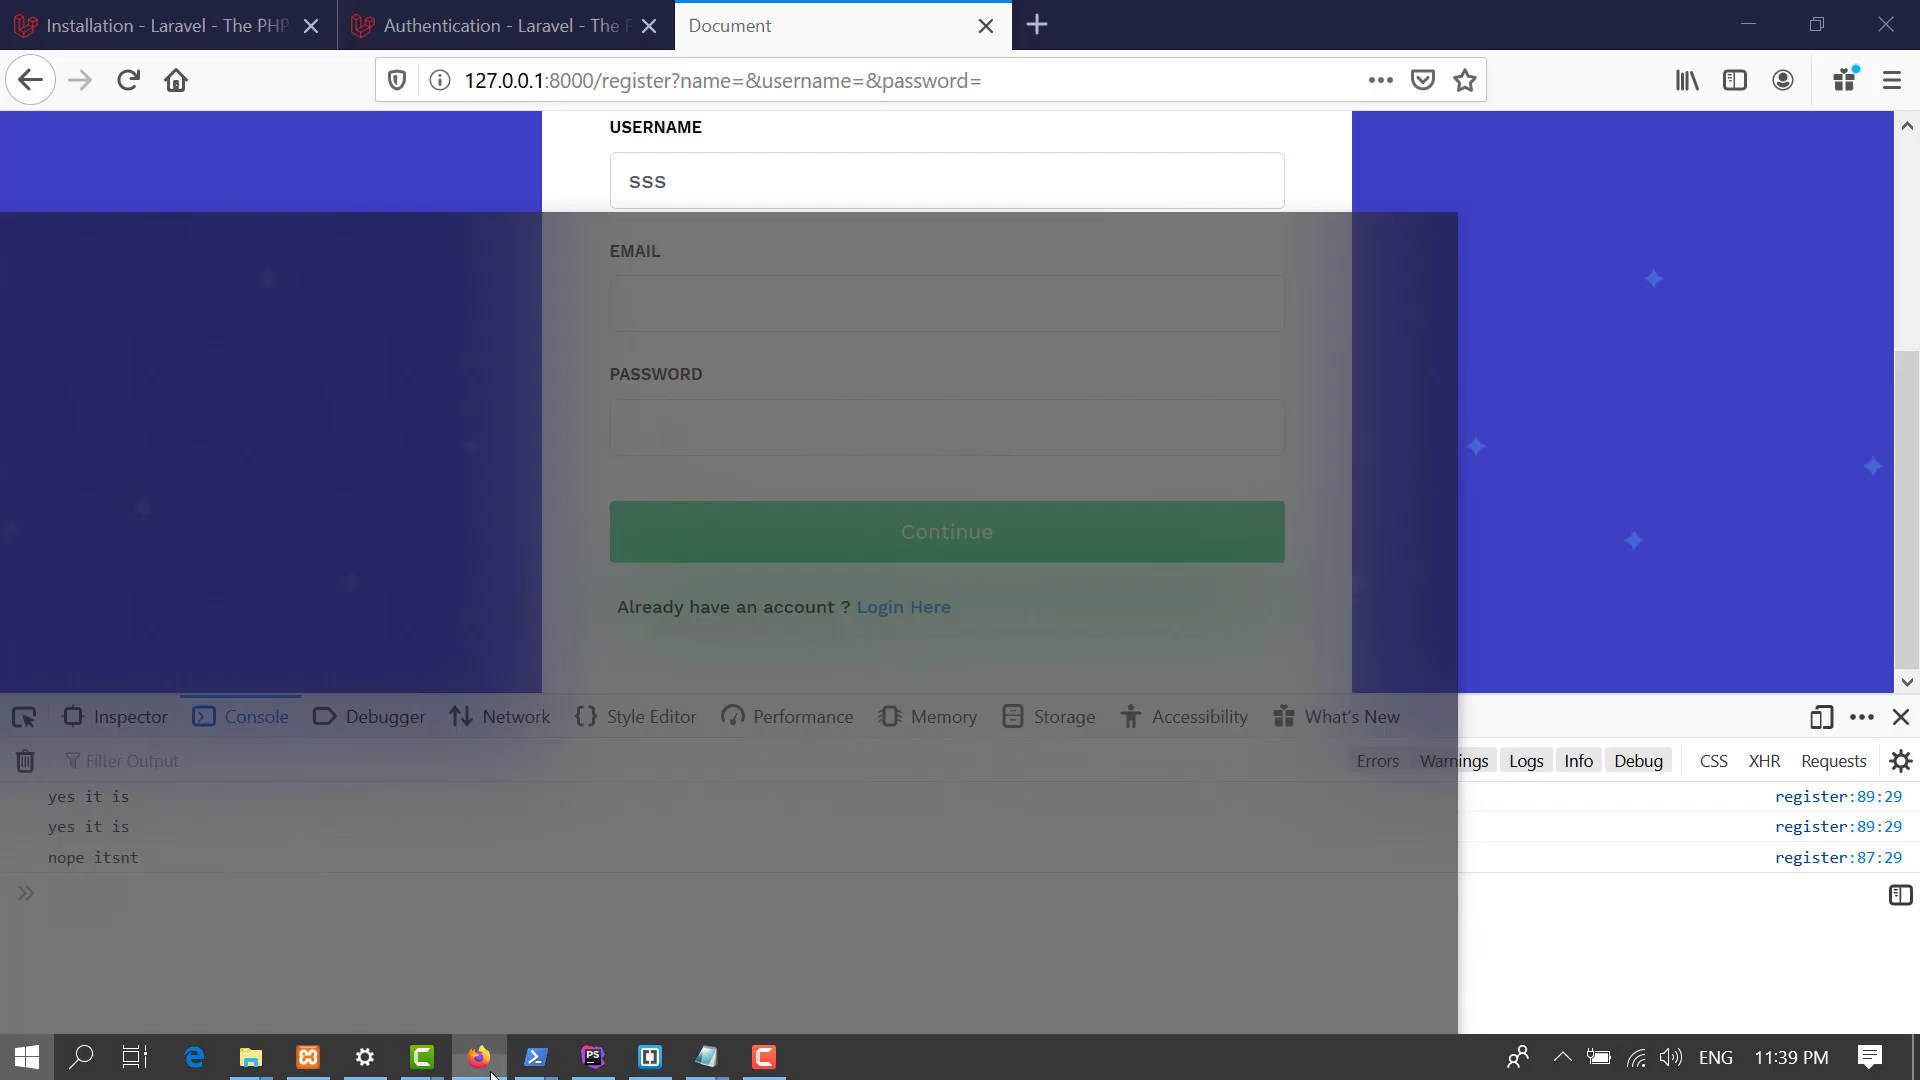 Installation - Laravel - The PHP
Authentication - Laravel - The
Document
127.0.0.1:8000/register?name=&username=&password=
USERNAME
sss
EMAIL
PASSWORD
Continue
Already have an account ? Login Here
Inspector Console Debugger Network Style Editor Performance Memory Storage Accessibility What's New
Filter Output Errors Warnings Logs Info Debug CSS XHR Requests
yes it is register:89:29
yes it is register:89:29
nope itsnt register:87:29
PS
ENG 11:39 PM